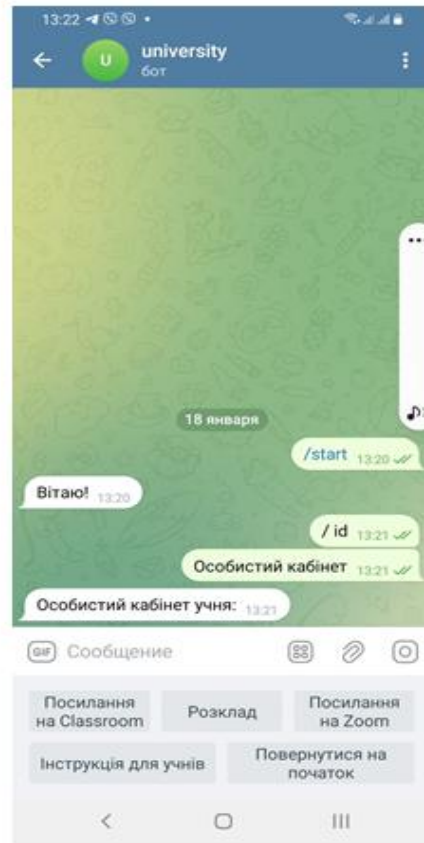 13:22
university
бот
18 января
/start 13:20
Вітаю! 13:20
/ id 13:21
Особистий кабінет 13:21
Особистий кабінет учня: 13:21
GIF Сообщение
Посилання
на Classroom
Розклад
Посилання
на Zoom
Інструкція для учнів
Повернутися на
початок